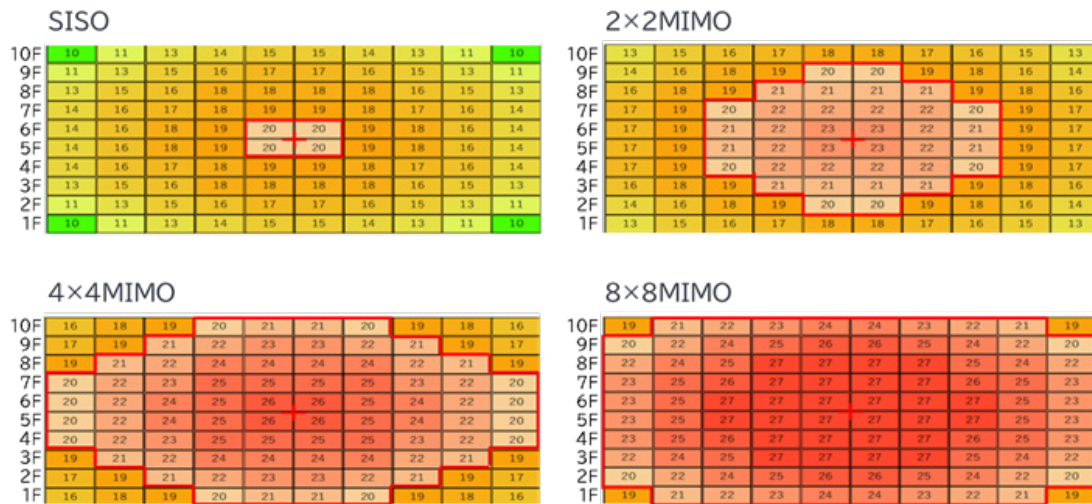 SISO
10F 10 11 13 14 15 15 14 13 11 10
9F 11 13 15 16 17 17 16 15 13 11
8F 13 15 16 18 18 18 18 16 15 13
7F 14 16 17 18 19 19 18 17 16 14
6F 14 16 18 19 20 20 19 18 16 14
5F 14 16 18 19 20 20 19 18 16 14
4F 14 16 17 18 19 19 18 17 16 14
3F 13 15 16 18 18 18 18 16 15 13
2F 11 13 15 16 17 17 16 15 13 11
1F 10 11 13 14 15 15 14 13 11 10
2×2MIMO
10F 13 15 16 17 18 18 17 16 15 13
9F 14 16 18 19 20 20 19 18 16 14
8F 16 18 19 21 21 21 21 19 18 16
7F 17 19 20 22 22 22 22 20 19 17
6F 17 19 21 22 23 23 22 21 19 17
5F 17 19 21 22 23 23 22 21 19 17
4F 17 19 20 22 22 22 22 20 19 17
3F 16 18 19 21 21 21 21 19 18 16
2F 14 16 18 19 20 20 19 18 16 14
1F 13 15 16 17 18 18 17 16 15 13
4×4MIMO
10F 16 18 19 20 21 21 20 19 18 16
9F 17 19 21 22 23 23 22 21 19 17
8F 19 21 22 24 24 24 24 22 21 19
7F 20 22 23 25 25 25 25 23 22 20
6F 20 22 24 25 26 26 25 24 22 20
5F 20 22 24 25 26 26 25 24 22 20
4F 20 22 23 25 25 25 25 23 22 20
3F 19 21 22 24 24 24 24 22 21 19
2F 17 19 21 22 23 23 22 21 19 17
1F 16 18 19 20 21 21 20 19 18 16
8×8MIMO
10F 19 21 22 23 24 24 23 22 21 19
9F 20 22 24 25 26 26 25 24 22 20
8F 22 24 25 27 27 27 27 25 24 22
7F 23 25 26 27 27 27 27 26 25 23
6F 23 25 27 27 27 27 27 27 25 23
5F 23 25 27 27 27 27 27 27 25 23
4F 23 25 26 27 27 27 27 26 25 23
3F 22 24 25 27 27 27 27 25 24 22
2F 20 22 24 25 26 26 25 24 22 20
1F 19 21 22 23 24 24 23 22 21 19